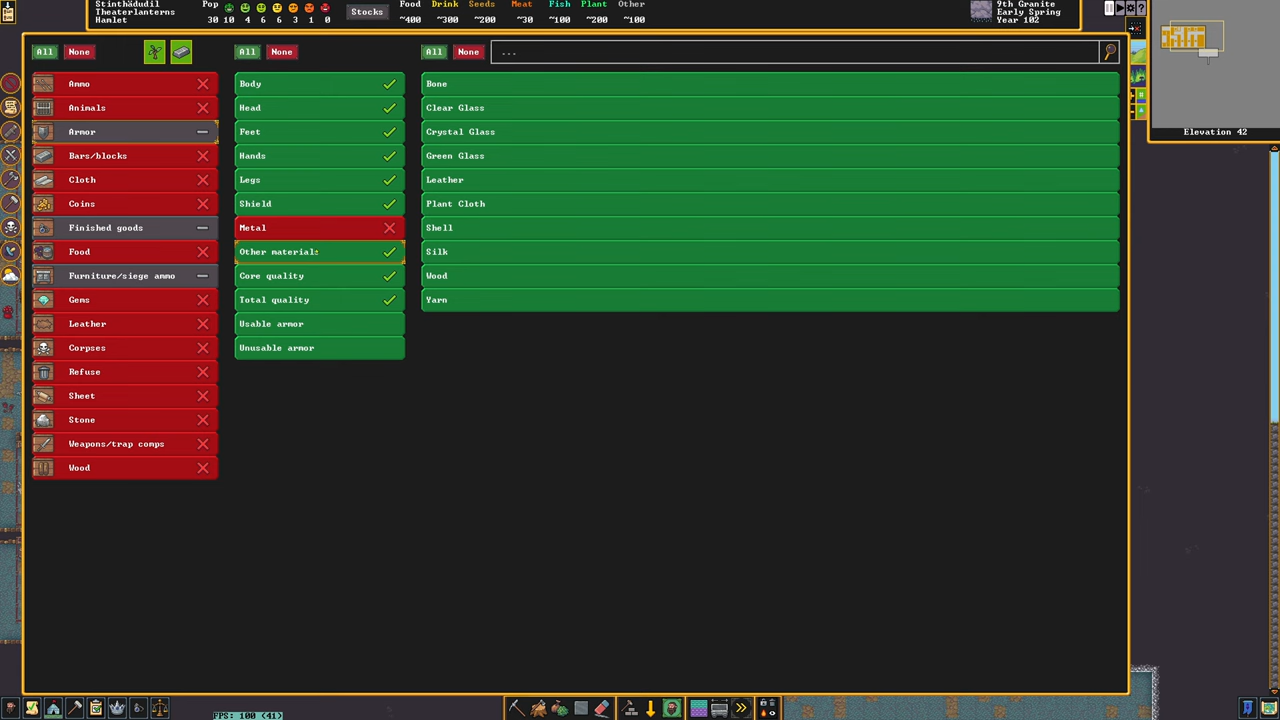 Stinthädudil
Theaterlanterns
Hamlet
Pop
30 10 4 6 6 3 1 0
Stocks
Food Drink Seeds Meat Fish Plant Other
~400 ~300 ~200 ~30 ~100 ~200 ~100
9th Granite
Early Spring
Year 102
Elevation 42
All None
All None
All None
...
Ammo
Animals
Armor
Bars/blocks
Cloth
Coins
Finished goods
Food
Furniture/siege ammo
Gems
Leather
Corpses
Refuse
Sheet
Stone
Weapons/trap comps
Wood
Body
Head
Feet
Hands
Legs
Shield
Metal
Other materials
Core quality
Total quality
Usable armor
Unusable armor
Bone
Clear Glass
Crystal Glass
Green Glass
Leather
Plant Cloth
Shell
Silk
Wood
Yarn
FPS: 100 (41)